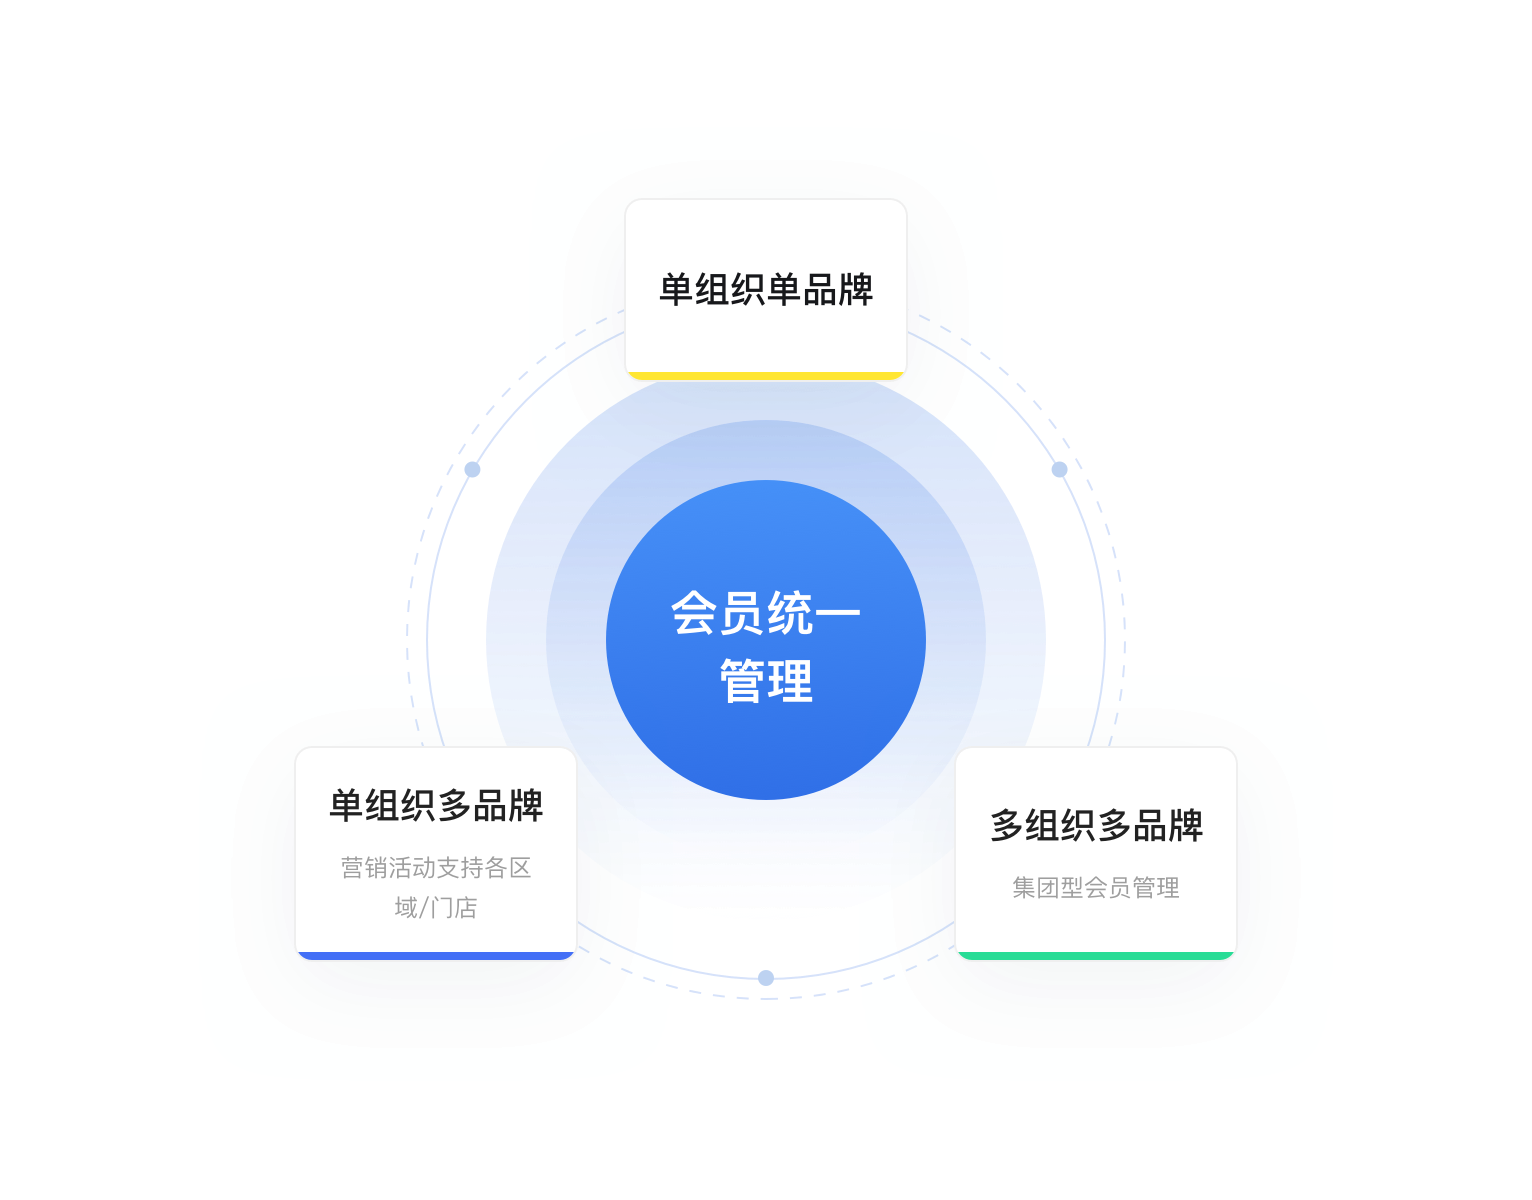 单组织单品牌
会员统一
管理
单组织多品牌
营销活动支持各区
域/门店
多组织多品牌
集团型会员管理